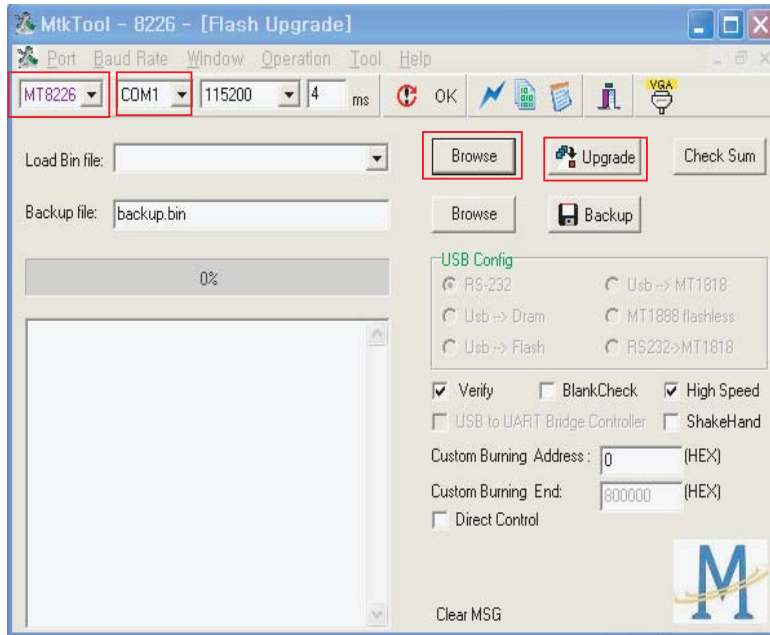 MtkTool - 8226 - [Flash Upgrade]
Port Baud Rate Window Operation Tool Help
MT8226 COM1 115200 4 ms OK VGA
Load Bin file: Browse Upgrade Check Sum
Backup file: backup.bin Browse Backup
0%
USB Config
RS-232 Usb --> MT1818
Usb --> Dram MT1888 flashless
Usb --> Flash RS232->MT1818
Verify BlankCheck High Speed
USB to UART Bridge Controller ShakeHand
Custom Burning Address : 0 (HEX)
Custom Burning End: 800000 (HEX)
Direct Control
M
Clear MSG